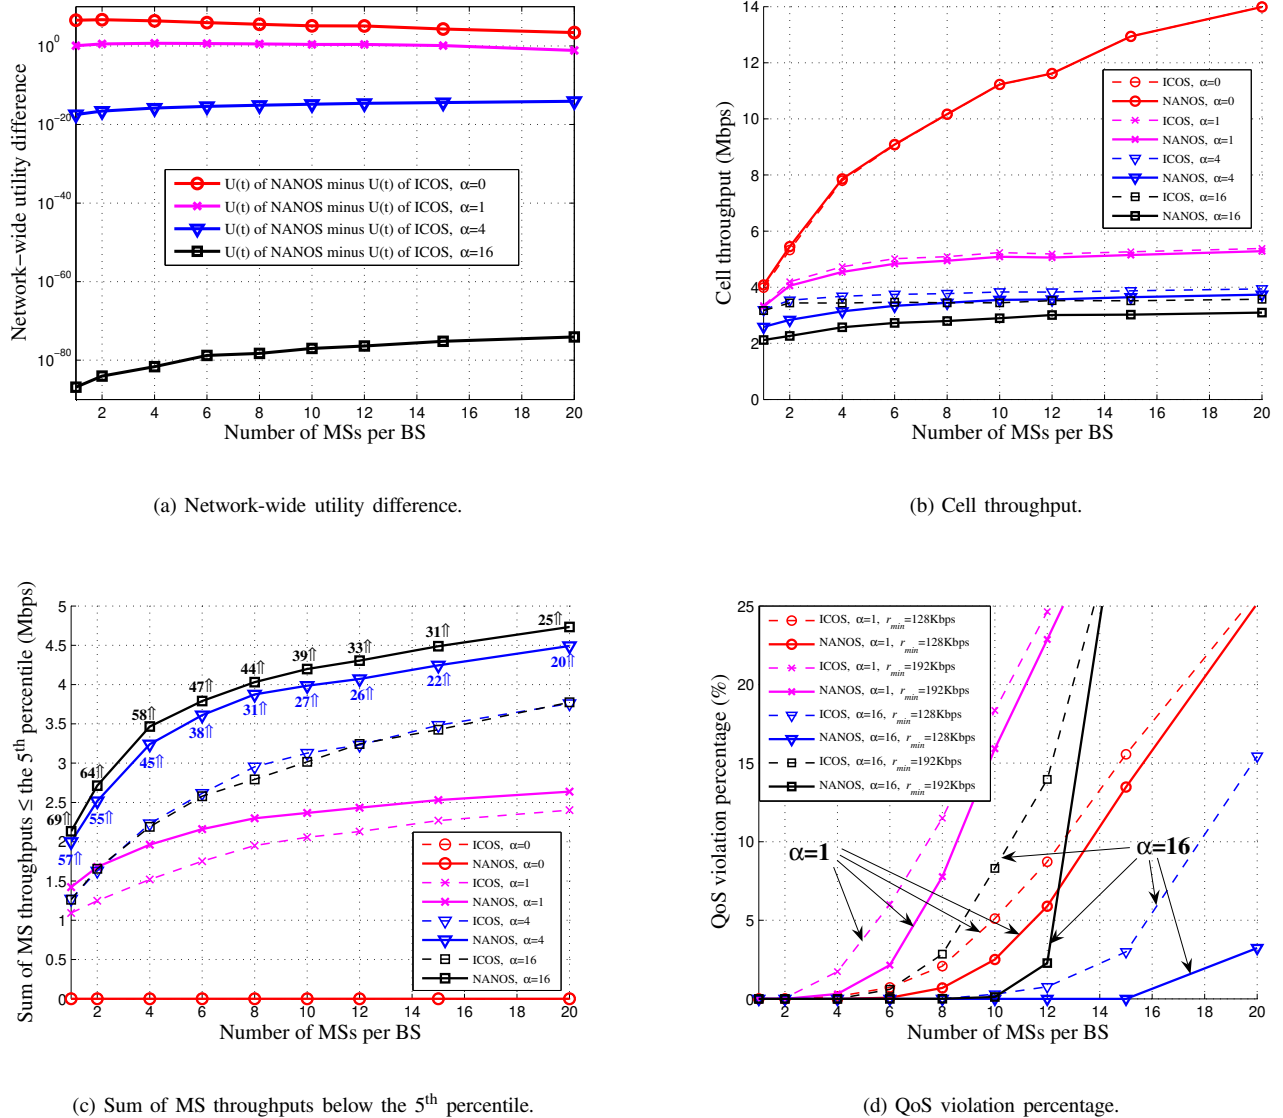 10^0
10^-20
10^-40
10^-60
10^-80
Network-wide utility difference
U(t) of NANOS minus U(t) of ICOS, α=0
U(t) of NANOS minus U(t) of ICOS, α=1
U(t) of NANOS minus U(t) of ICOS, α=4
U(t) of NANOS minus U(t) of ICOS, α=16
2 4 6 8 10 12 14 16 18 20
Number of MSs per BS
(a) Network-wide utility difference.
14
12
10
8
6
4
2
0
Cell throughput (Mbps)
ICOS, α=0
NANOS, α=0
ICOS, α=1
NANOS, α=1
ICOS, α=4
NANOS, α=4
ICOS, α=16
NANOS, α=16
2 4 6 8 10 12 14 16 18 20
Number of MSs per BS
(b) Cell throughput.
5
4.5
4
3.5
3
2.5
2
1.5
1
0.5
0
Sum of MS throughputs ≤ the 5th percentile (Mbps)
69⇑ 64⇑ 58⇑ 47⇑ 44⇑ 39⇑ 33⇑ 31⇑ 25⇑
57⇑ 55⇑ 45⇑ 38⇑ 31⇑ 27⇑ 26⇑ 22⇑ 20⇑
ICOS, α=0
NANOS, α=0
ICOS, α=1
NANOS, α=1
ICOS, α=4
NANOS, α=4
ICOS, α=16
NANOS, α=16
2 4 6 8 10 12 14 16 18 20
Number of MSs per BS
(c) Sum of MS throughputs below the 5th percentile.
25
20
15
10
5
0
QoS violation percentage (%)
ICOS, α=1, r_min=128Kbps
NANOS, α=1, r_min=128Kbps
ICOS, α=1, r_min=192Kbps
NANOS, α=1, r_min=192Kbps
ICOS, α=16, r_min=128Kbps
NANOS, α=16, r_min=128Kbps
ICOS, α=16, r_min=192Kbps
NANOS, α=16, r_min=192Kbps
α=1
α=16
2 4 6 8 10 12 14 16 18 20
Number of MSs per BS
(d) QoS violation percentage.